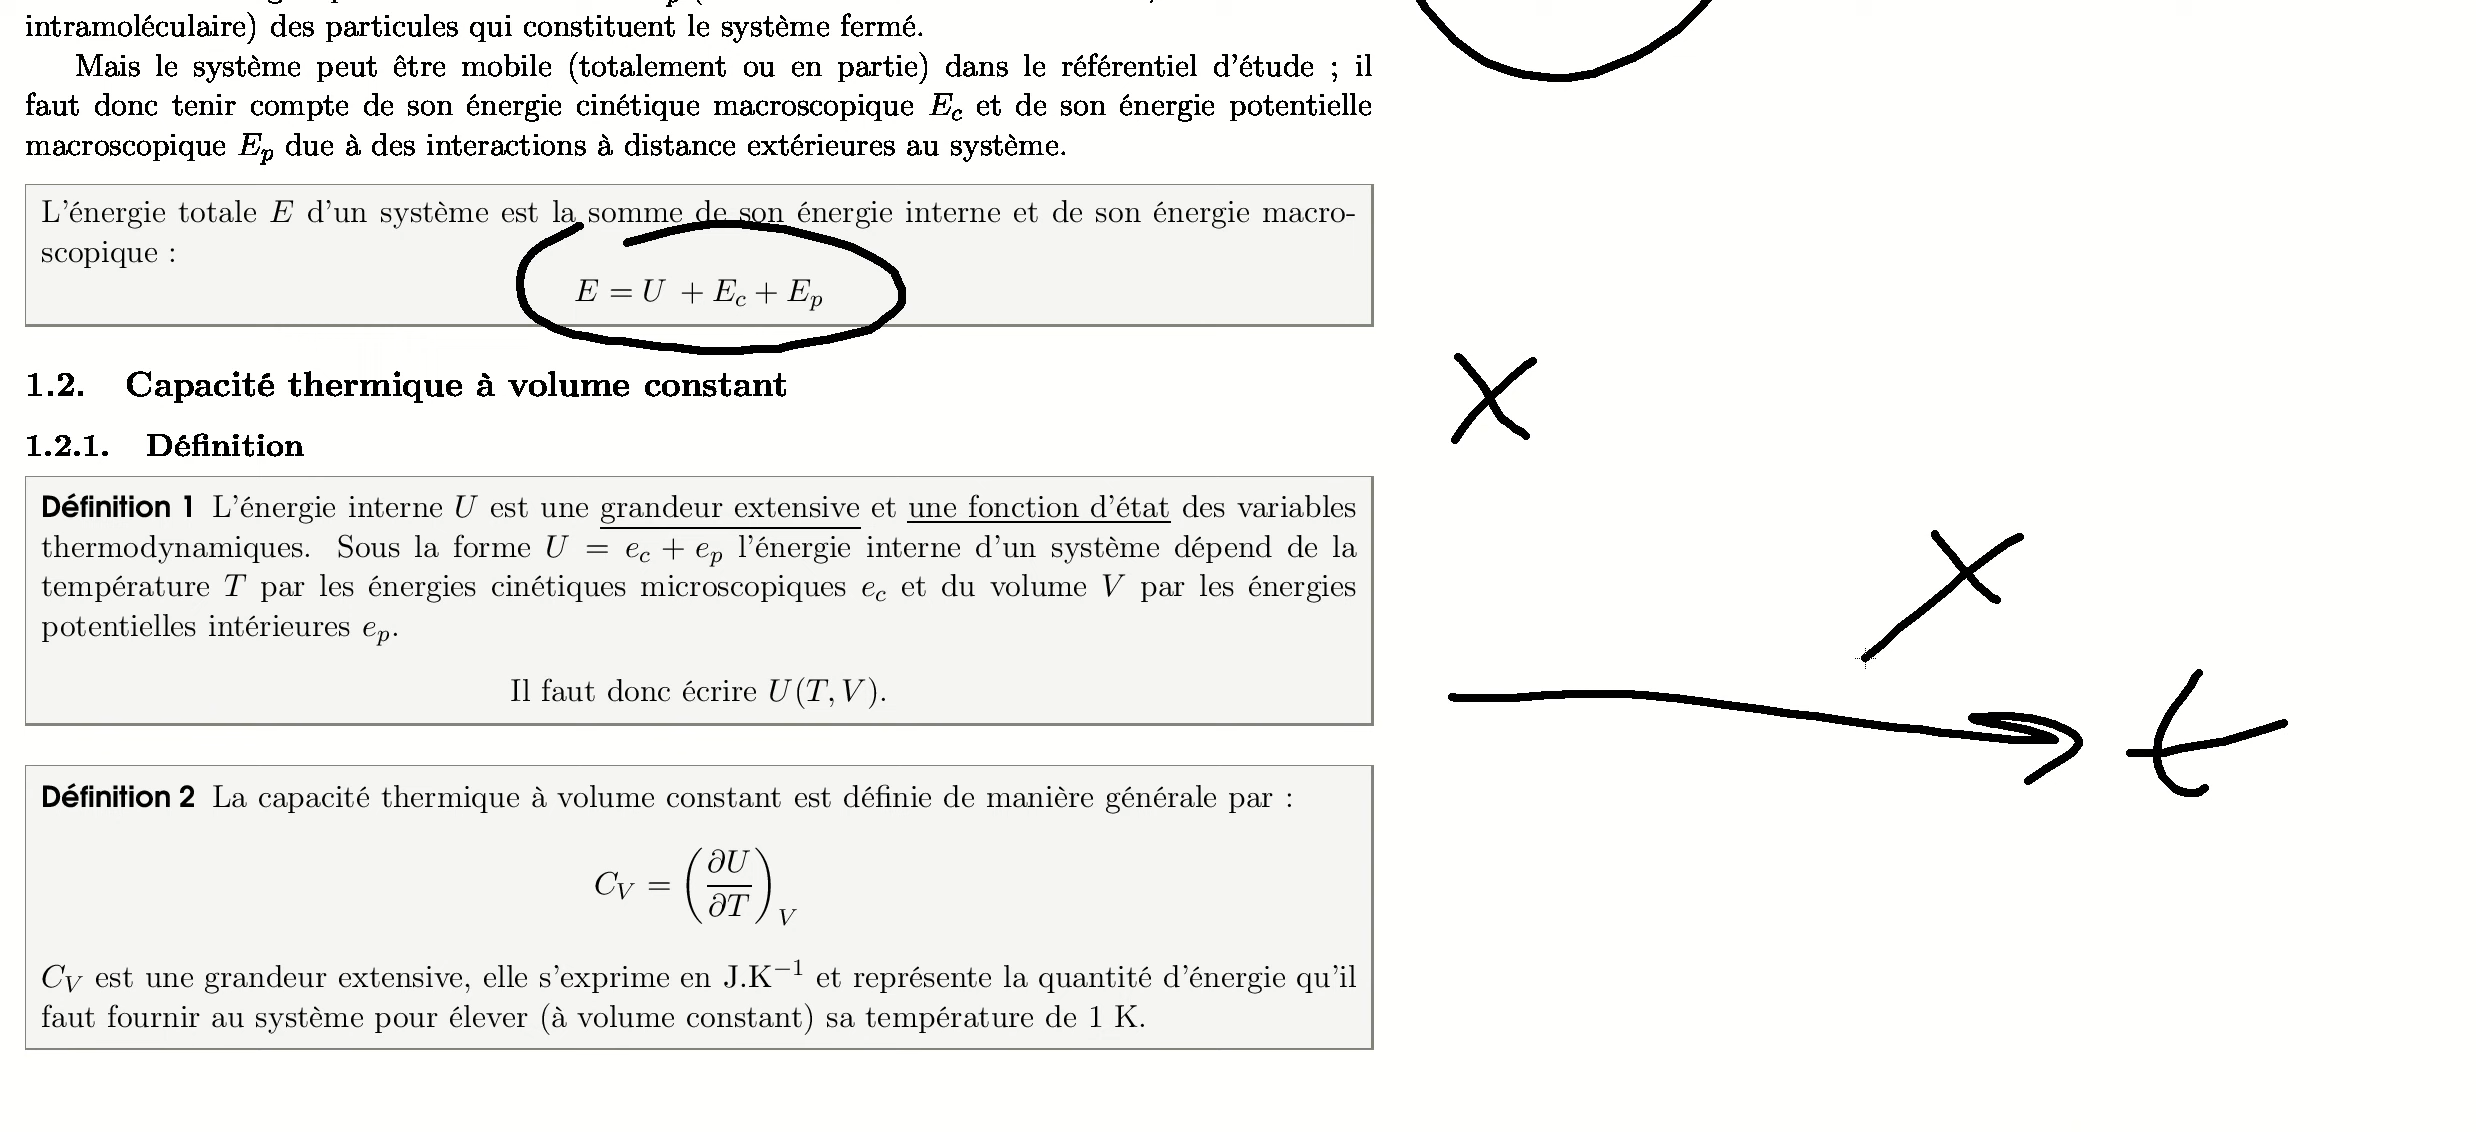 intramoléculaire) des particules qui constituent le système fermé.
Mais le système peut être mobile (totalement ou en partie) dans le référentiel d'étude ; il
faut donc tenir compte de son énergie cinétique macroscopique E_c et de son énergie potentielle
macroscopique E_p due à des interactions à distance extérieures au système.
L'énergie totale E d'un système est la somme de son énergie interne et de son énergie macro-
scopique :
E = U + E_c + E_p
1.2. Capacité thermique à volume constant
1.2.1. Définition
Définition 1 L'énergie interne U est une grandeur extensive et une fonction d'état des variables
thermodynamiques. Sous la forme U = e_c + e_p l'énergie interne d'un système dépend de la
température T par les énergies cinétiques microscopiques e_c et du volume V par les énergies
potentielles intérieures e_p.
Il faut donc écrire U(T, V).
Définition 2 La capacité thermique à volume constant est définie de manière générale par :
C_V = (∂U/∂T)_V
C_V est une grandeur extensive, elle s'exprime en J.K⁻¹ et représente la quantité d'énergie qu'il
faut fournir au système pour élever (à volume constant) sa température de 1 K.
X
X
t